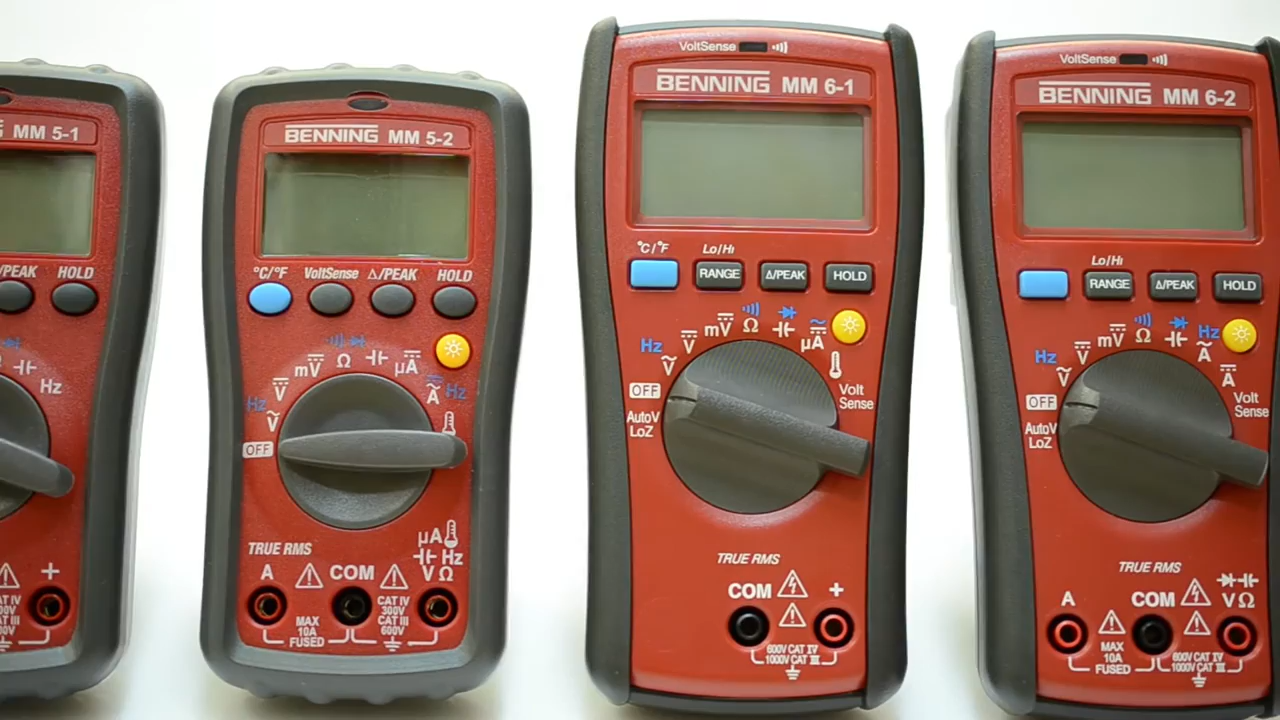 MM 5-1
/PEAK HOLD
Hz
+
BENNING MM 5-2
°C/°F VoltSense Δ/PEAK HOLD
mV Ω µA
V Hz
Hz V A
OFF
TRUE RMS
µA
Hz
A COM V Ω
CAT IV
300V
CAT III
600V
MAX
10A
FUSED
VoltSense
BENNING MM 6-1
°C/°F Lo/Hi
RANGE Δ/PEAK HOLD
mV Ω µA
Hz V
V
OFF
Volt
Sense
AutoV
LoZ
TRUE RMS
COM +
600V CAT IV
1000V CAT III
VoltSense
BENNING MM 6-2
Lo/Hi
RANGE Δ/PEAK HOLD
mV Ω Hz
Hz V A
V A
OFF
Volt
Sense
AutoV
LoZ
TRUE RMS
A COM V Ω
MAX
10A
FUSED
600V CAT IV
1000V CAT III